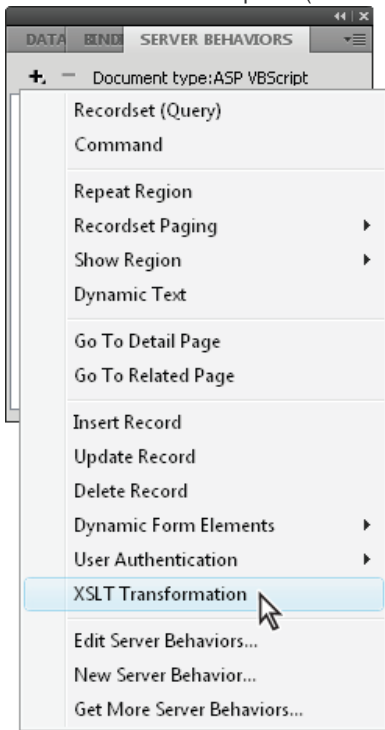 DATA BINDI SERVER BEHAVIORS
Document type:ASP VBScript
Recordset (Query)
Command
Repeat Region
Recordset Paging
Show Region
Dynamic Text
Go To Detail Page
Go To Related Page
Insert Record
Update Record
Delete Record
Dynamic Form Elements
User Authentication
XSLT Transformation
Edit Server Behaviors...
New Server Behavior...
Get More Server Behaviors...